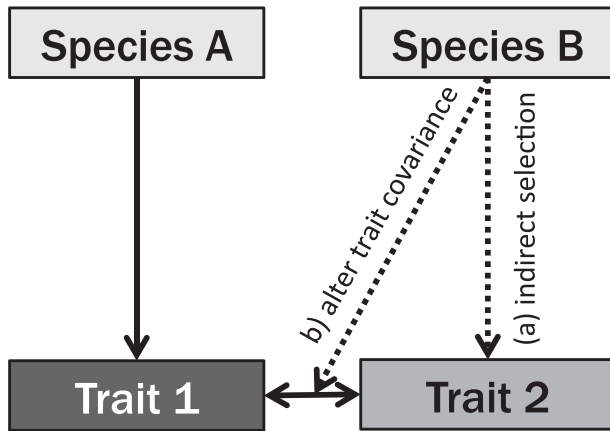 Species A
Species B
b) alter trait covariance
(a) indirect selection
Trait 1
Trait 2